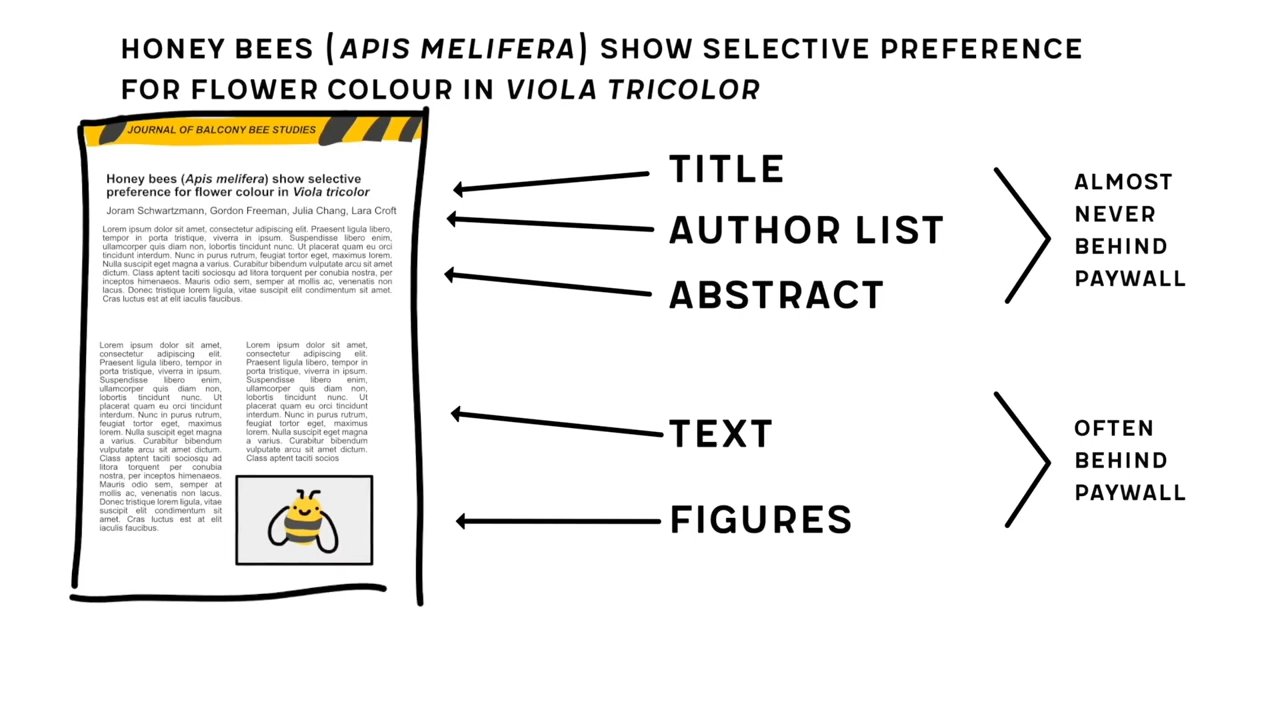 HONEY BEES (APIS MELIFERA) SHOW SELECTIVE PREFERENCE
FOR FLOWER COLOUR IN VIOLA TRICOLOR
JOURNAL OF BALCONY BEE STUDIES
Honey bees (Apis melifera) show selective
preference for flower colour in Viola tricolor
Joram Schwartzmann, Gordon Freeman, Julia Chang, Lara Croft
Lorem ipsum dolor sit amet, consectetur adipiscing elit. Praesent ligula libero,
tempor in porta tristique, viverra in ipsum. Suspendisse libero enim,
ullamcorper quis diam non, lobortis tincidunt nunc. Ut placerat quam eu orci
tincidunt interdum. Nunc in purus rutrum, feugiat tortor eget, maximus lorem.
Nulla suscipit eget magna a varius. Curabitur bibendum vulputate arcu sit amet
dictum. Class aptent taciti sociosqu ad litora torquent per conubia nostra, per
inceptos himenaeos. Mauris odio sem, semper at mollis ac, venenatis non
lacus. Donec tristique lorem ligula, vitae suscipit elit condimentum sit amet.
Cras luctus est at elit iaculis faucibus.
Lorem ipsum dolor sit amet,
consectetur adipiscing elit.
Praesent ligula libero, tempor in
porta tristique, viverra in ipsum.
Suspendisse libero enim,
ullamcorper quis diam non,
lobortis tincidunt nunc. Ut
placerat quam eu orci tincidunt
interdum. Nunc in purus rutrum,
feugiat tortor eget, maximus
lorem. Nulla suscipit eget magna
a varius. Curabitur bibendum
vulputate arcu sit amet dictum.
Class aptent taciti sociosqu ad
litora torquent per conubia
nostra, per inceptos himenaeos.
Mauris odio sem, semper at
mollis ac, venenatis non lacus.
Donec tristique lorem ligula, vitae
suscipit elit condimentum sit
amet. Cras luctus est at elit
iaculis faucibus.
Lorem ipsum dolor sit amet,
consectetur adipiscing elit.
Praesent ligula libero, tempor in
porta tristique, viverra in ipsum.
Suspendisse libero enim,
ullamcorper quis diam non,
lobortis tincidunt nunc. Ut
placerat quam eu orci tincidunt
interdum. Nunc in purus rutrum,
feugiat tortor eget, maximus
lorem. Nulla suscipit eget magna
a varius. Curabitur bibendum
vulputate arcu sit amet dictum.
Class aptent taciti socios
TITLE
AUTHOR LIST
ABSTRACT
ALMOST
NEVER
BEHIND
PAYWALL
TEXT
FIGURES
OFTEN
BEHIND
PAYWALL